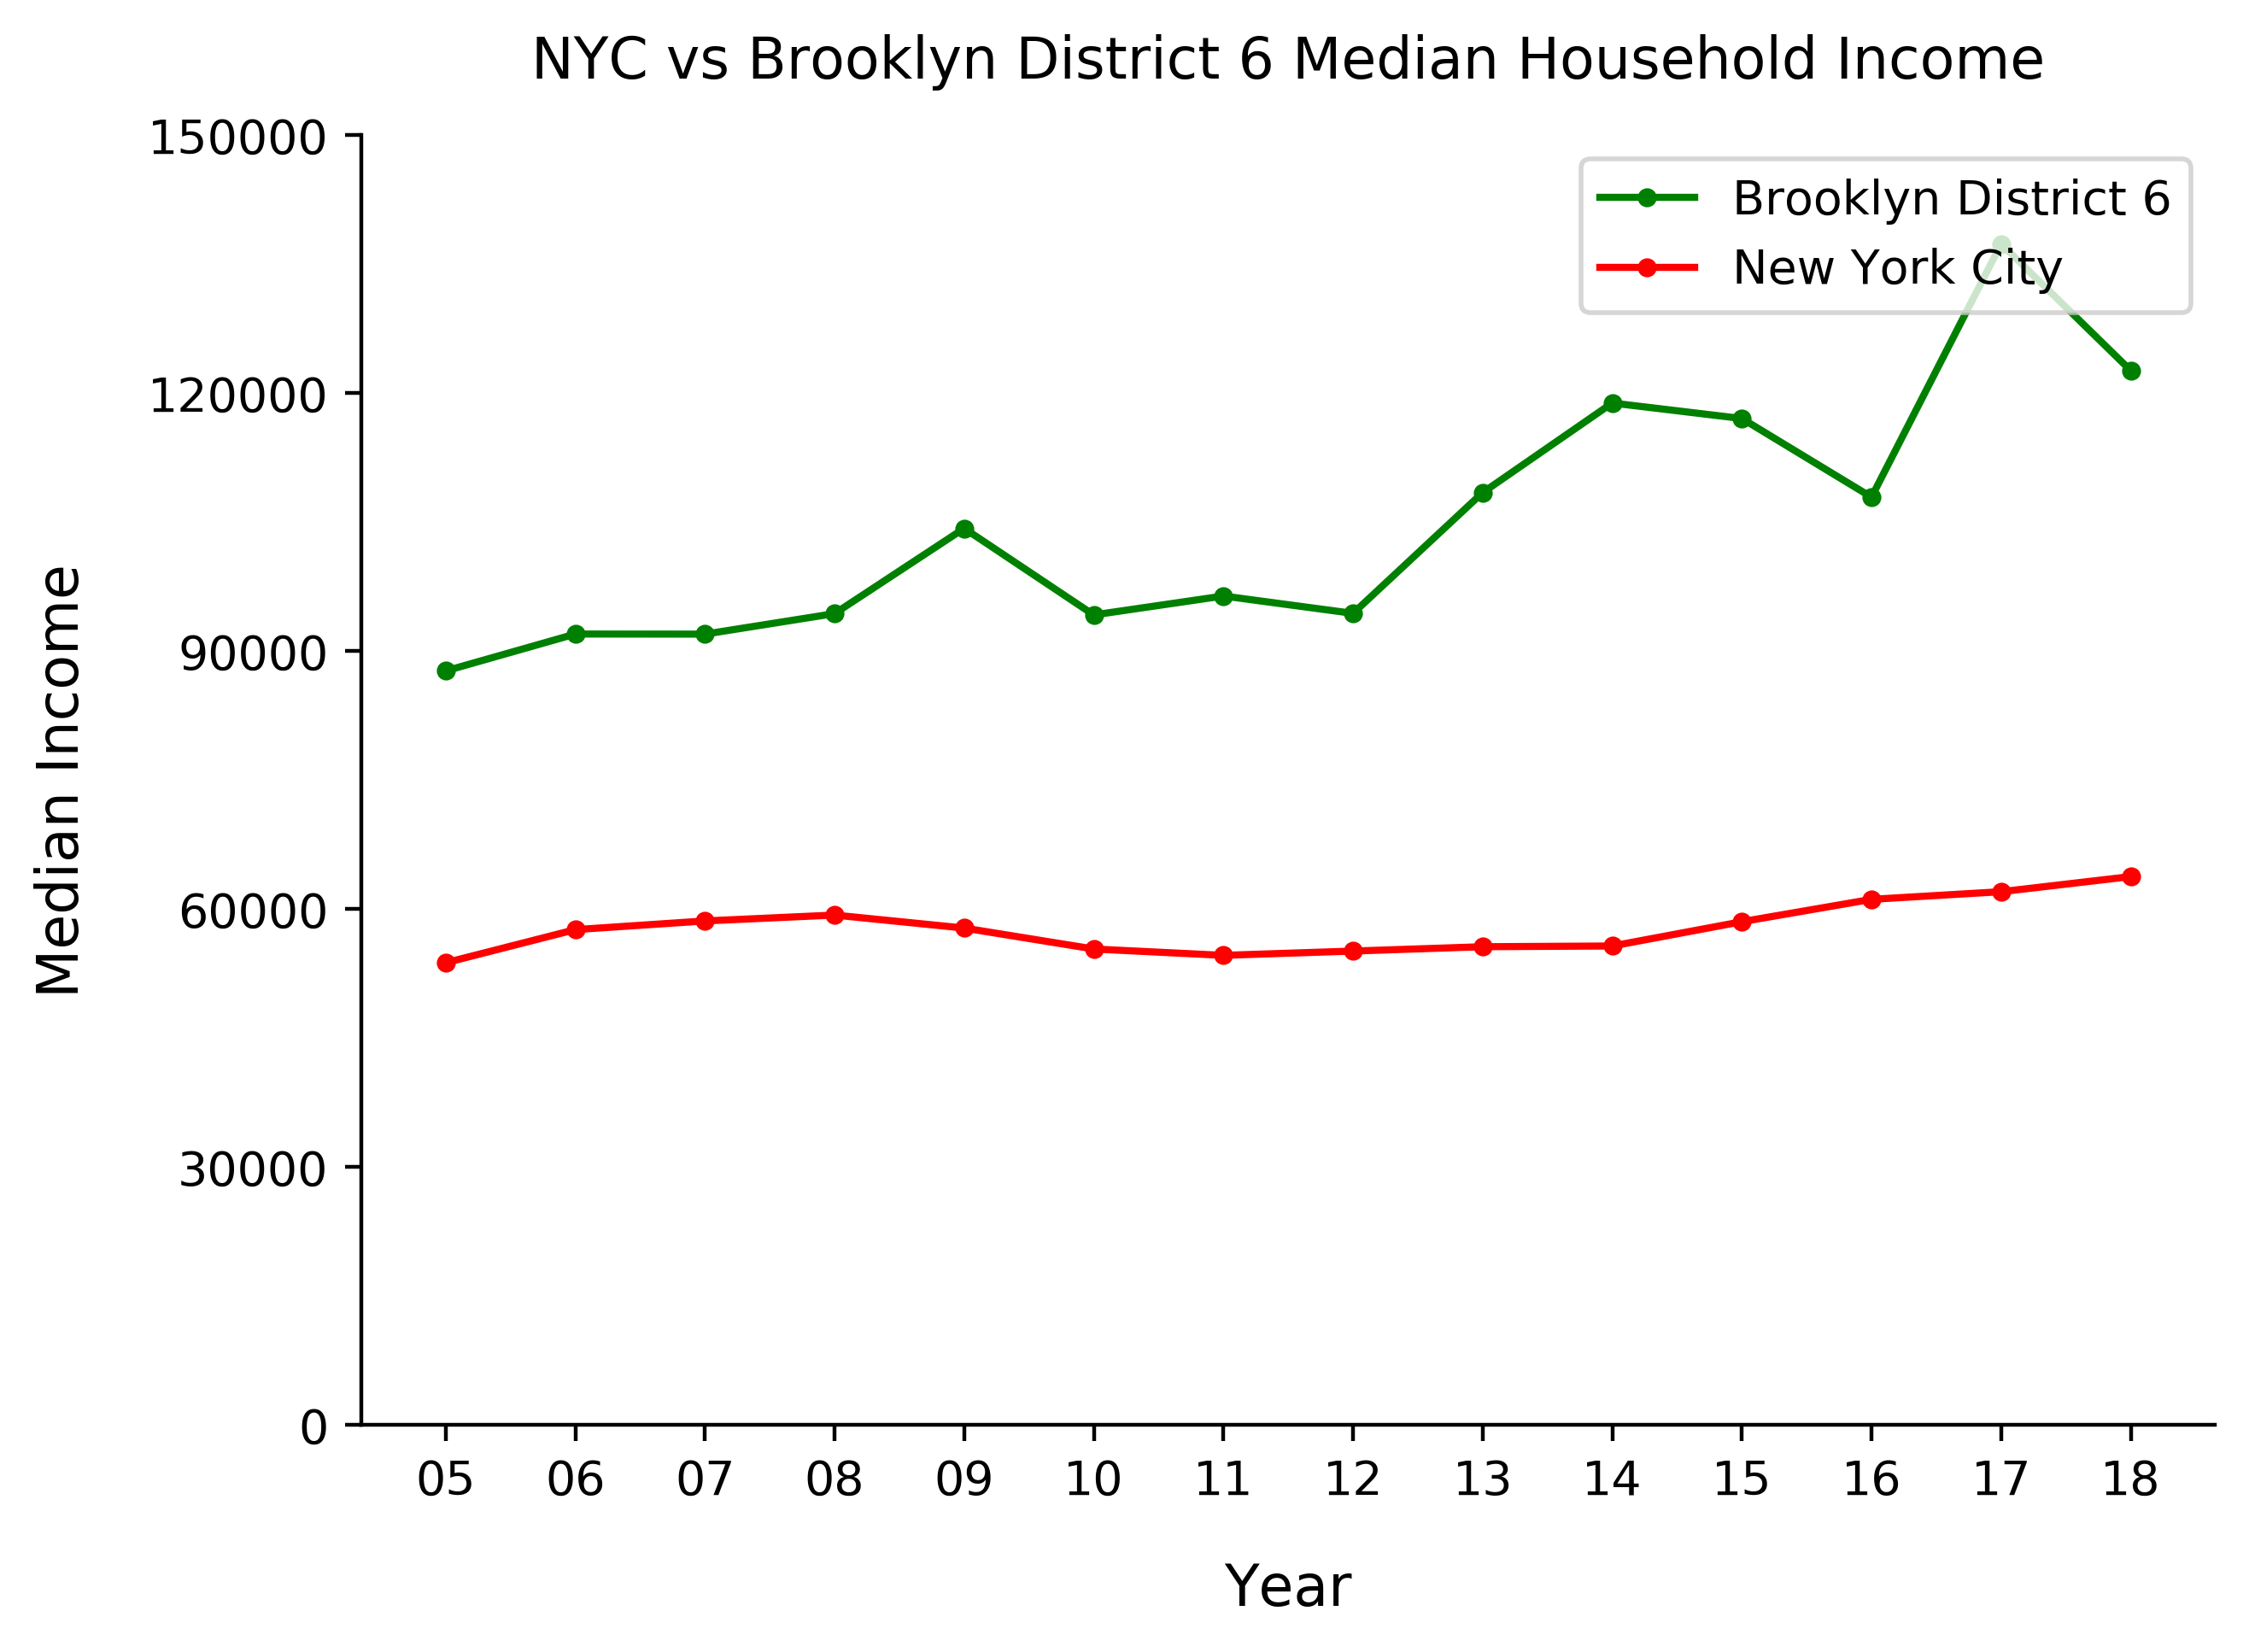 NYC vs Brooklyn District 6 Median Household Income
150000
120000
90000
60000
30000
0
Median Income
Brooklyn District 6
New York City
05 06 07 08 09 10 11 12 13 14 15 16 17 18
Year